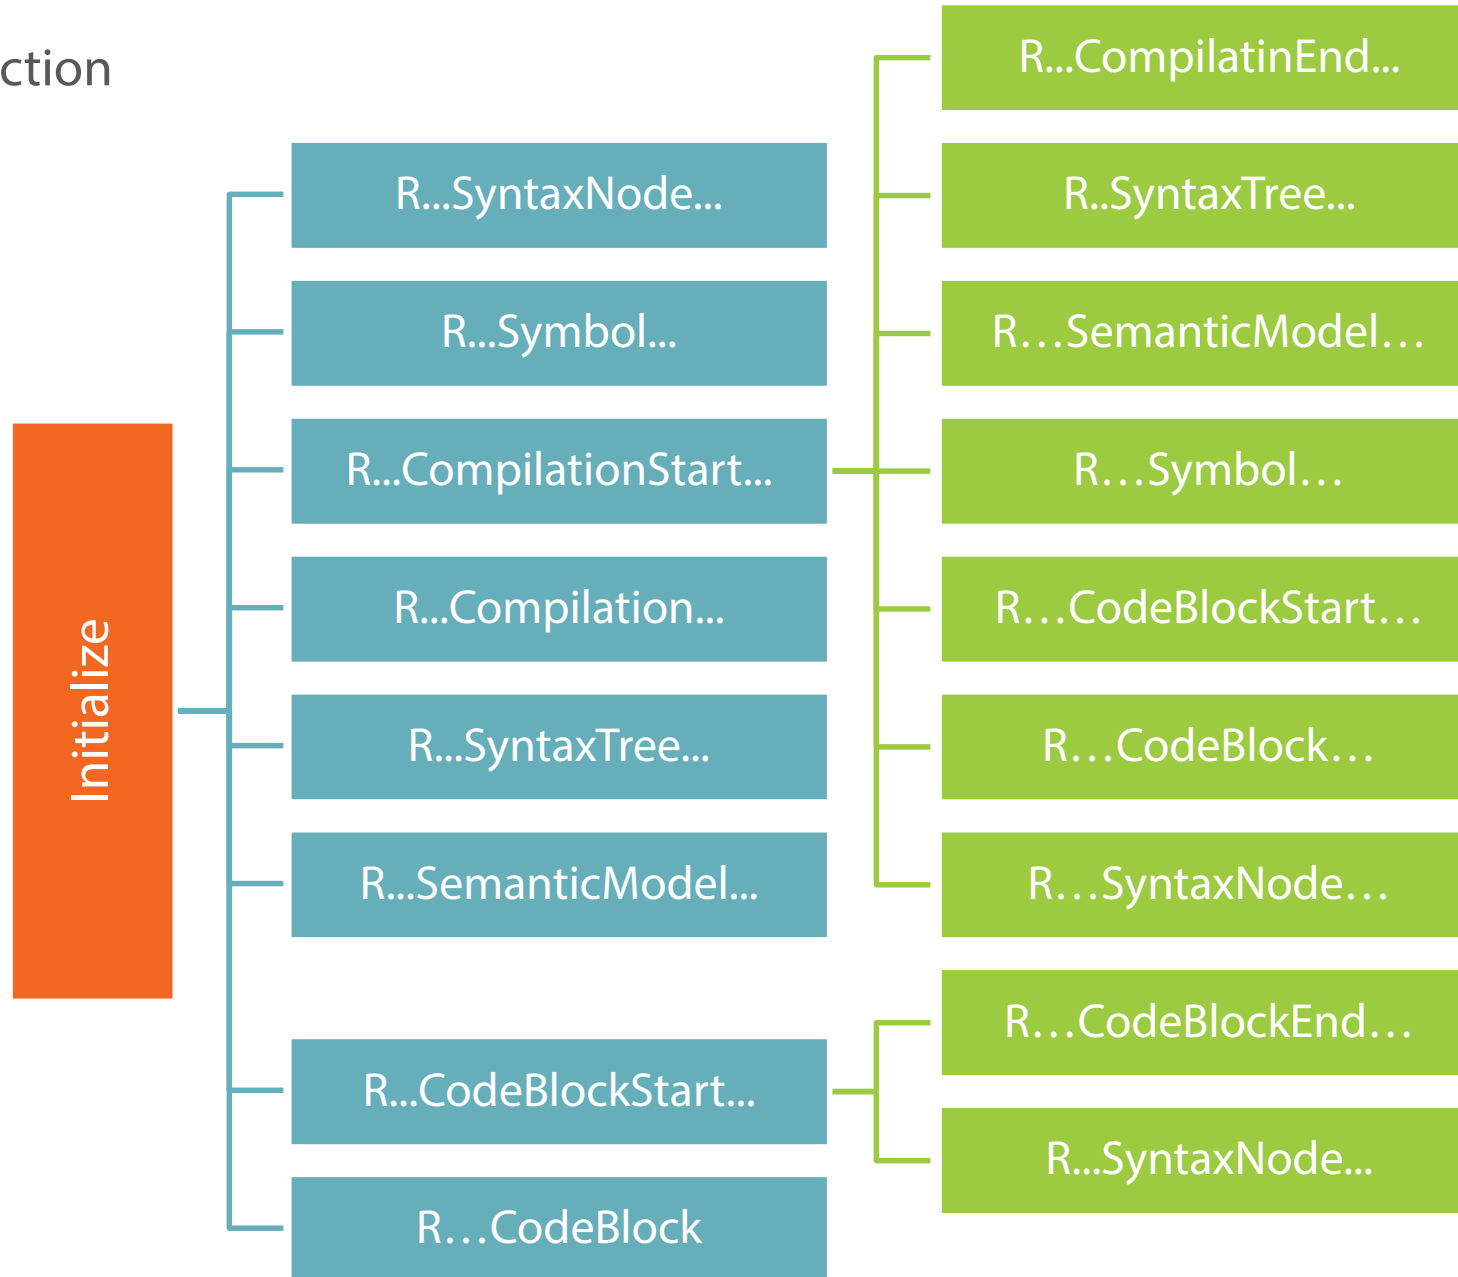 ction
Initialize
R...SyntaxNode...
R...Symbol...
R...CompilationStart...
R...Compilation...
R...SyntaxTree...
R...SemanticModel...
R...CodeBlockStart...
R…CodeBlock
R...CompilatinEnd...
R..SyntaxTree...
R…SemanticModel…
R…Symbol…
R…CodeBlockStart…
R…CodeBlock…
R…SyntaxNode…
R…CodeBlockEnd…
R...SyntaxNode...